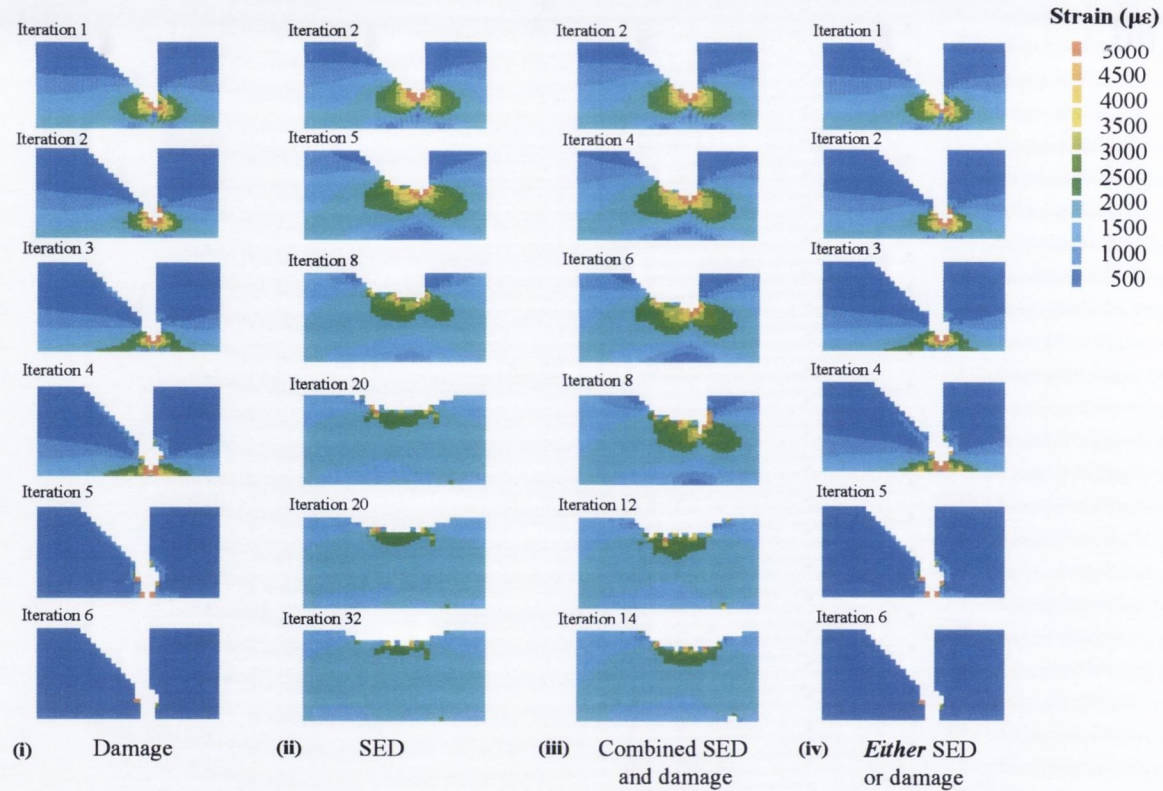 Iteration 1
Iteration 2
Iteration 2
Iteration 1
Strain (με)
5000
4500
4000
3500
3000
2500
2000
1500
1000
500
Iteration 2
Iteration 5
Iteration 4
Iteration 2
Iteration 3
Iteration 8
Iteration 6
Iteration 3
Iteration 4
Iteration 20
Iteration 8
Iteration 4
Iteration 5
Iteration 20
Iteration 12
Iteration 5
Iteration 6
Iteration 32
Iteration 14
Iteration 6
(i) Damage
(ii) SED
(iii) Combined SED
and damage
(iv) Either SED
or damage